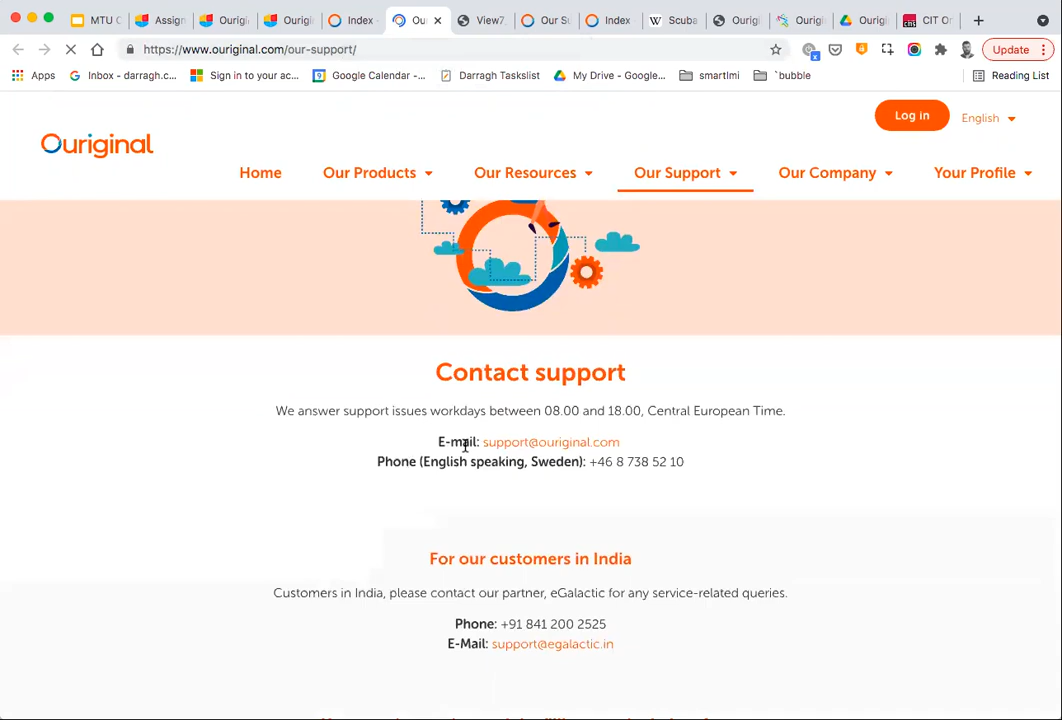 MTU C
Assign
Ourigi
Ourigi
Index -
Ou
View7
Our Su
Index
Scuba
Ourigi
Ourigi
Ourigi
CIT On
https://www.ouriginal.com/our-support/
Update
Apps
Inbox - darragh.c...
Sign in to your ac...
Google Calendar -...
Darragh Tasklist
My Drive - Google...
smartlmi
`bubble
Reading List
Log in
English
Ouriginal
Home
Our Products
Our Resources
Our Support
Our Company
Your Profile
Contact support
We answer support issues workdays between 08.00 and 18.00, Central European Time.
E-mail: support@ouriginal.com
Phone (English speaking, Sweden): +46 8 738 52 10
For our customers in India
Customers in India, please contact our partner, eGalactic for any service-related queries.
Phone: +91 841 200 2525
E-Mail: support@egalactic.in